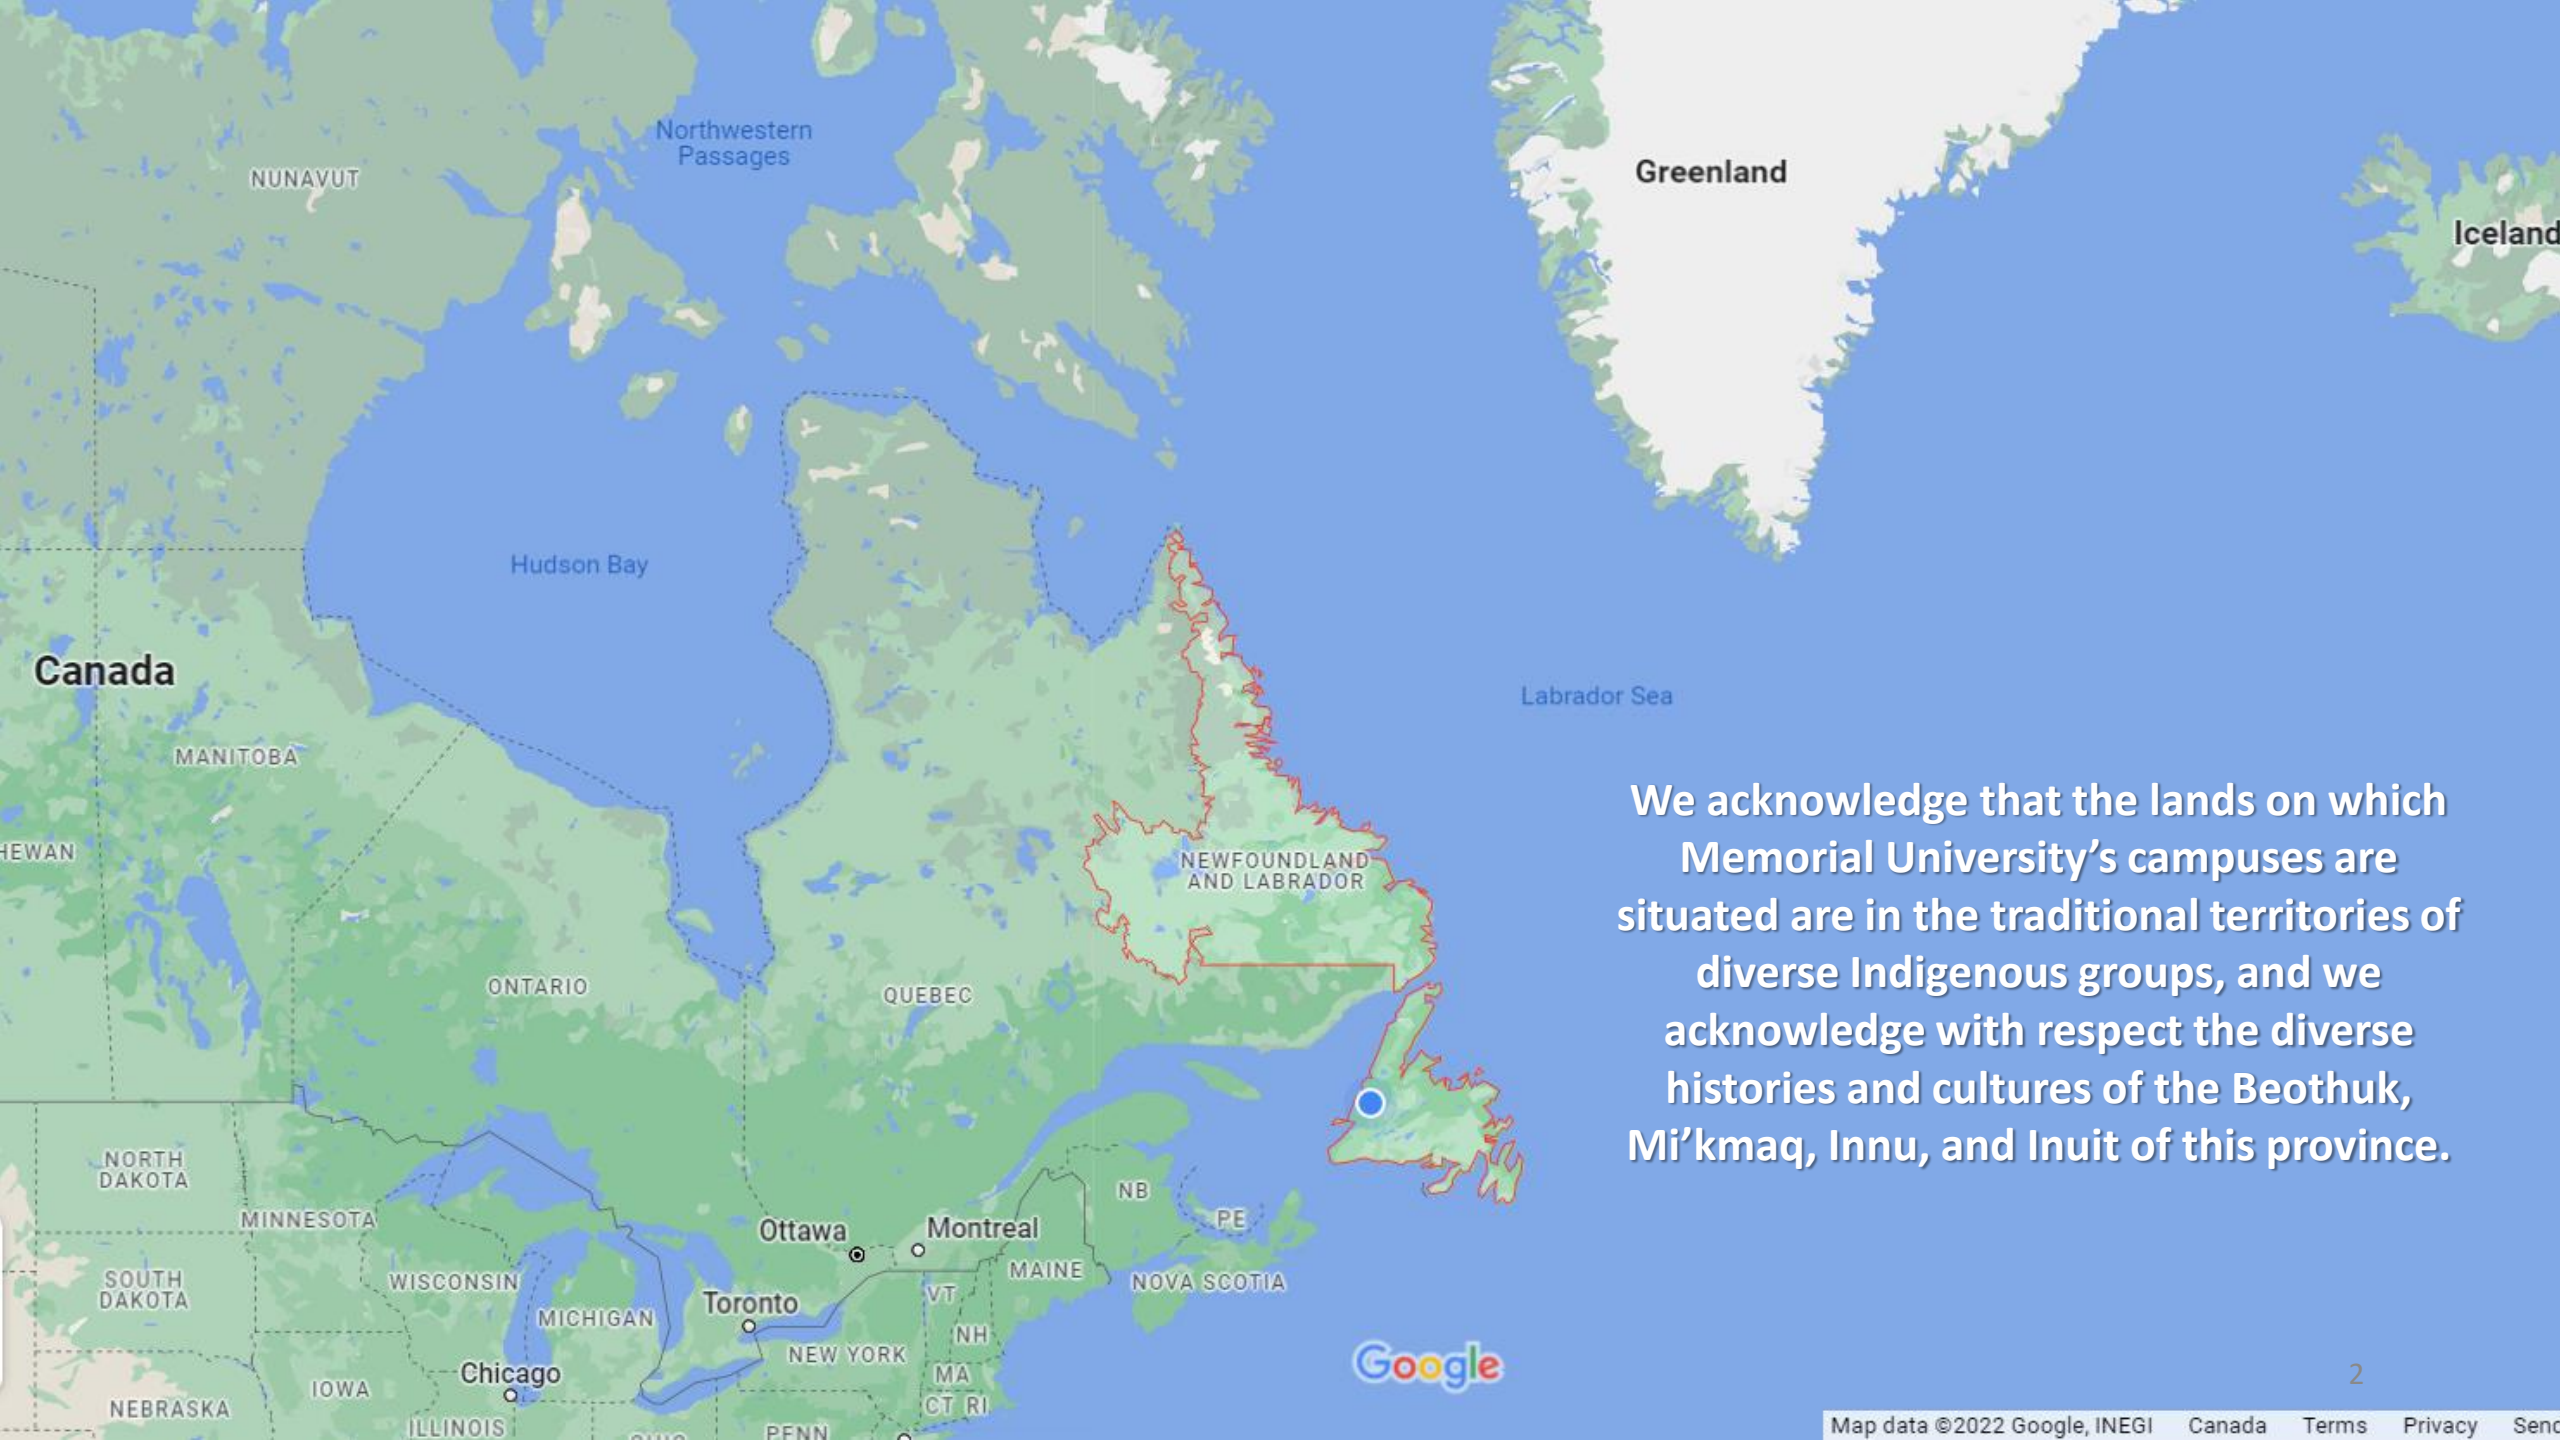 Northwestern
Passages
NUNAVUT
Greenland
Iceland
Hudson Bay
Canada
Labrador Sea
MANITOBA
We acknowledge that the lands on which
Memorial University’s campuses are
situated are in the traditional territories of
diverse Indigenous groups, and we
acknowledge with respect the diverse
histories and cultures of the Beothuk,
Mi’kmaq, Innu, and Inuit of this province.
HEWAN
NEWFOUNDLAND
AND LABRADOR
ONTARIO
QUEBEC
NORTH
DAKOTA
NB
MINNESOTA
PE
Ottawa
Montreal
MAINE
SOUTH
DAKOTA
WISCONSIN
NOVA SCOTIA
VT
Toronto
MICHIGAN
NH
NEW YORK
Chicago
MA
IOWA
CT RI
NEBRASKA
ILLINOIS
OHIO
PENN
Google
2
Map data ©2022 Google, INEGI Canada Terms Privacy Send